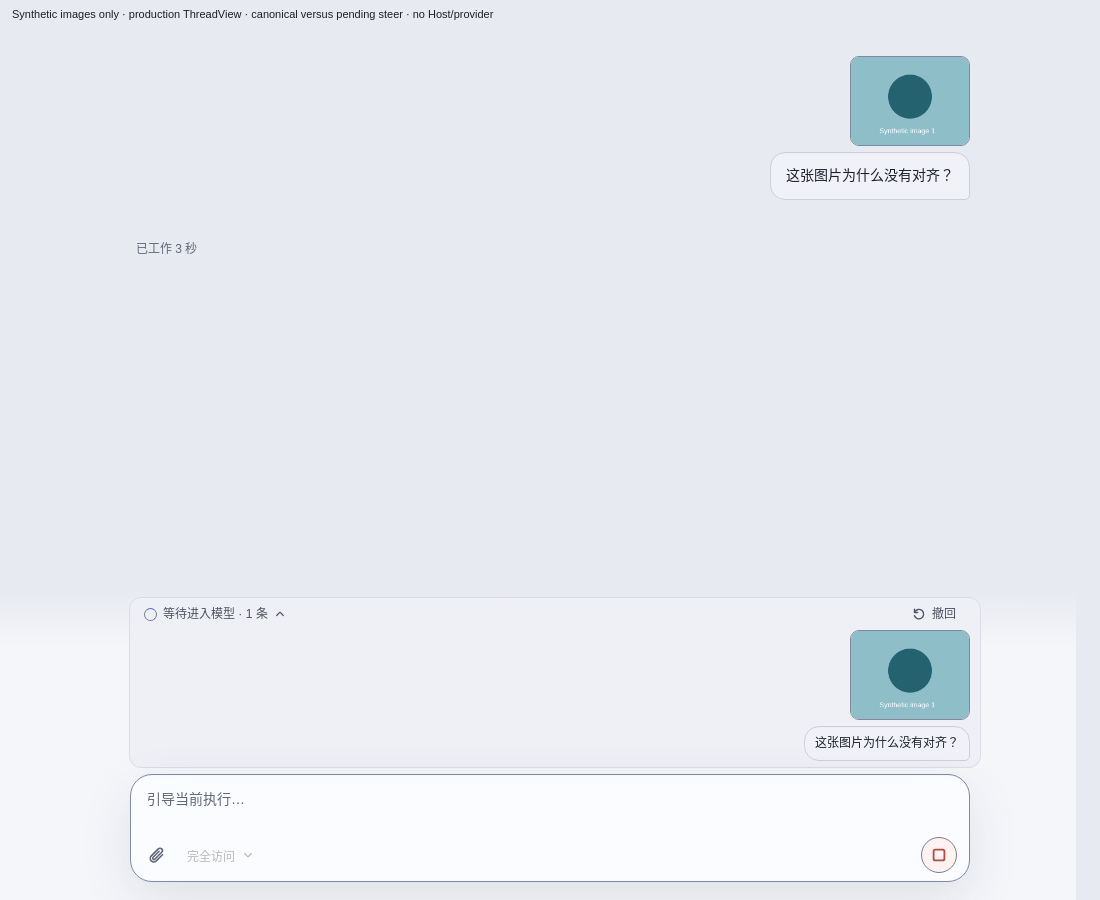 Synthetic images only · production ThreadView · canonical versus pending steer · no Host/provider
Synthetic image 1
这张图片为什么没有对齐？
已工作 3 秒
等待进入模型 · 1 条
撤回
Synthetic image 1
这张图片为什么没有对齐？
引导当前执行…
完全访问